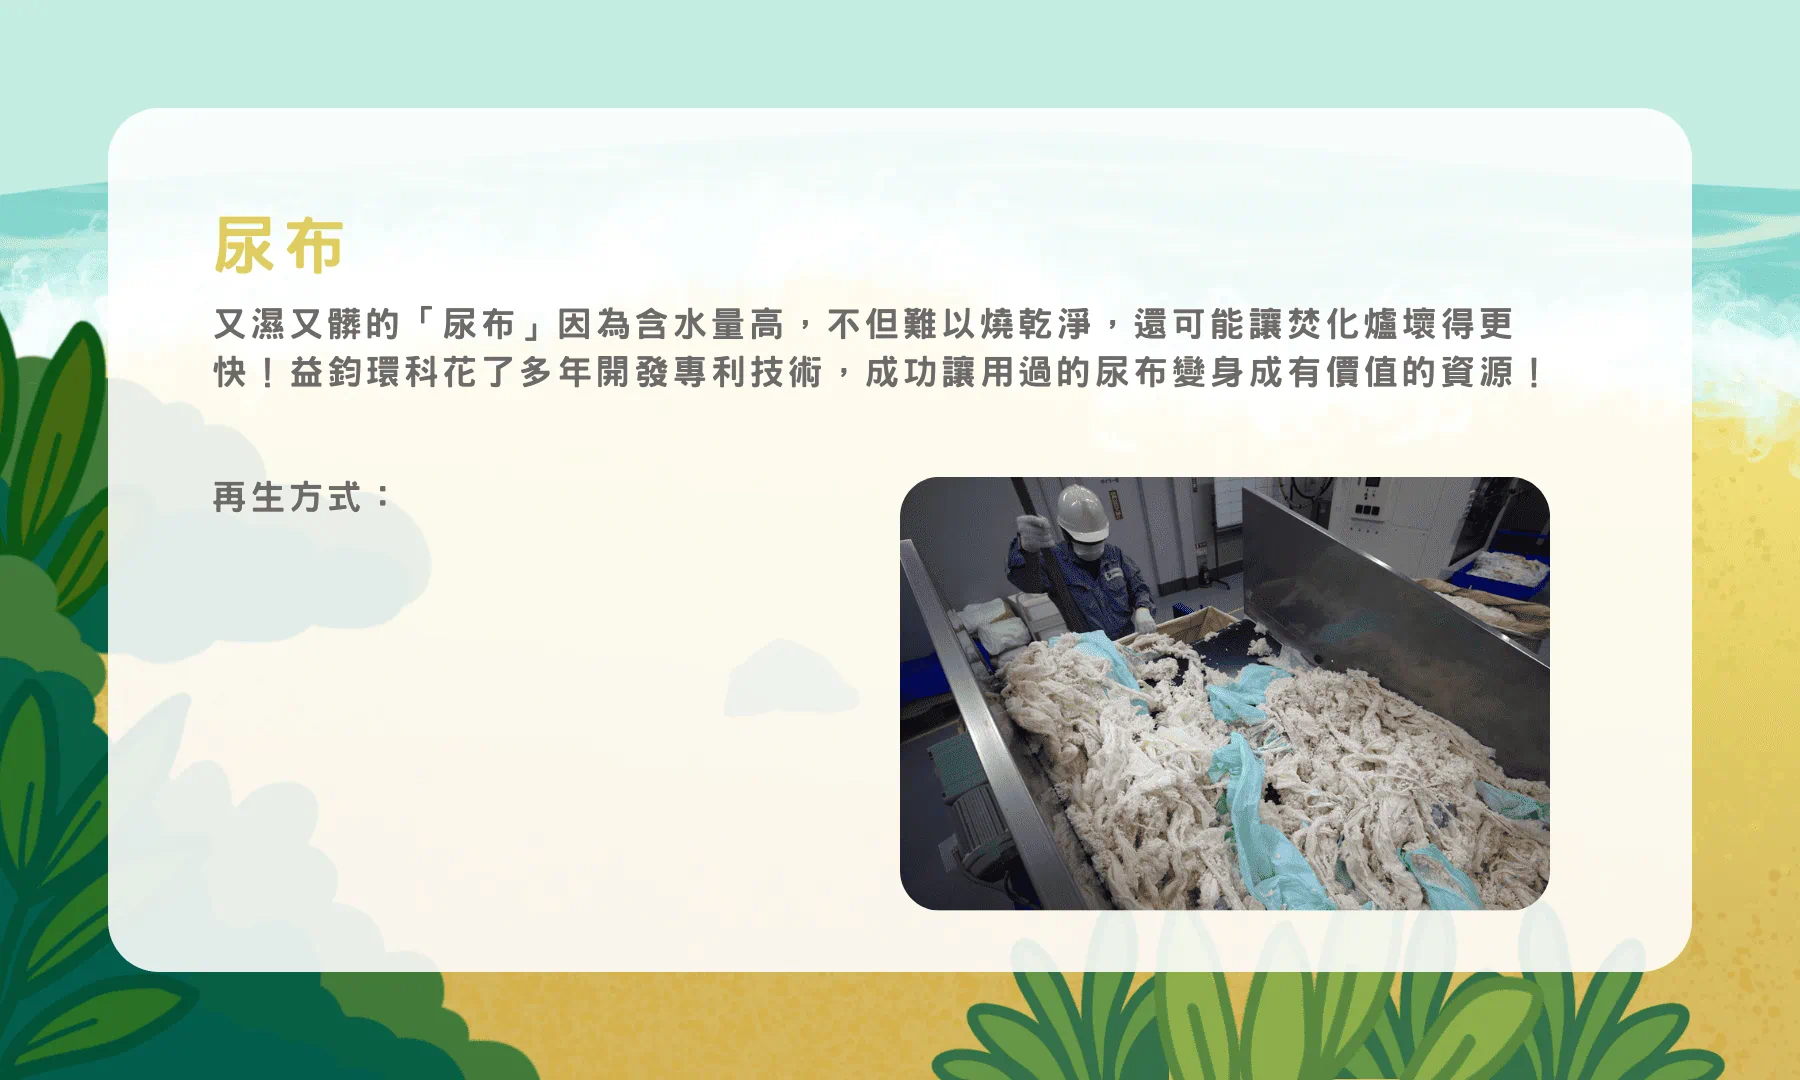 尿布
又濕又髒的「尿布」因為含水量高，不但難以燒乾淨，還可能讓焚化爐壞得更
快！益鈞環科花了多年開發專利技術，成功讓用過的尿布變身成有價值的資源！
再生方式：